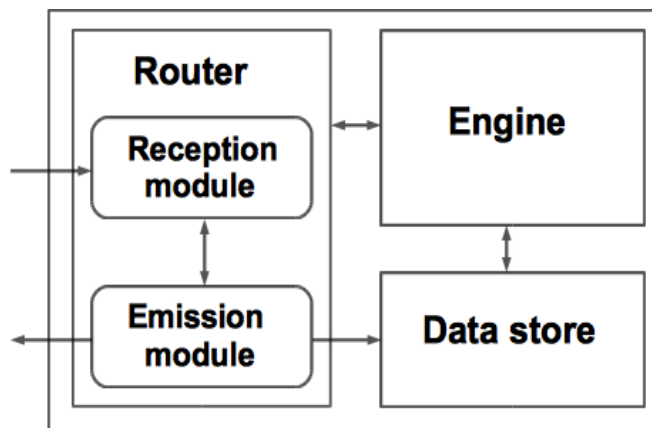 Router
Reception
module
Emission
module
Engine
Data store